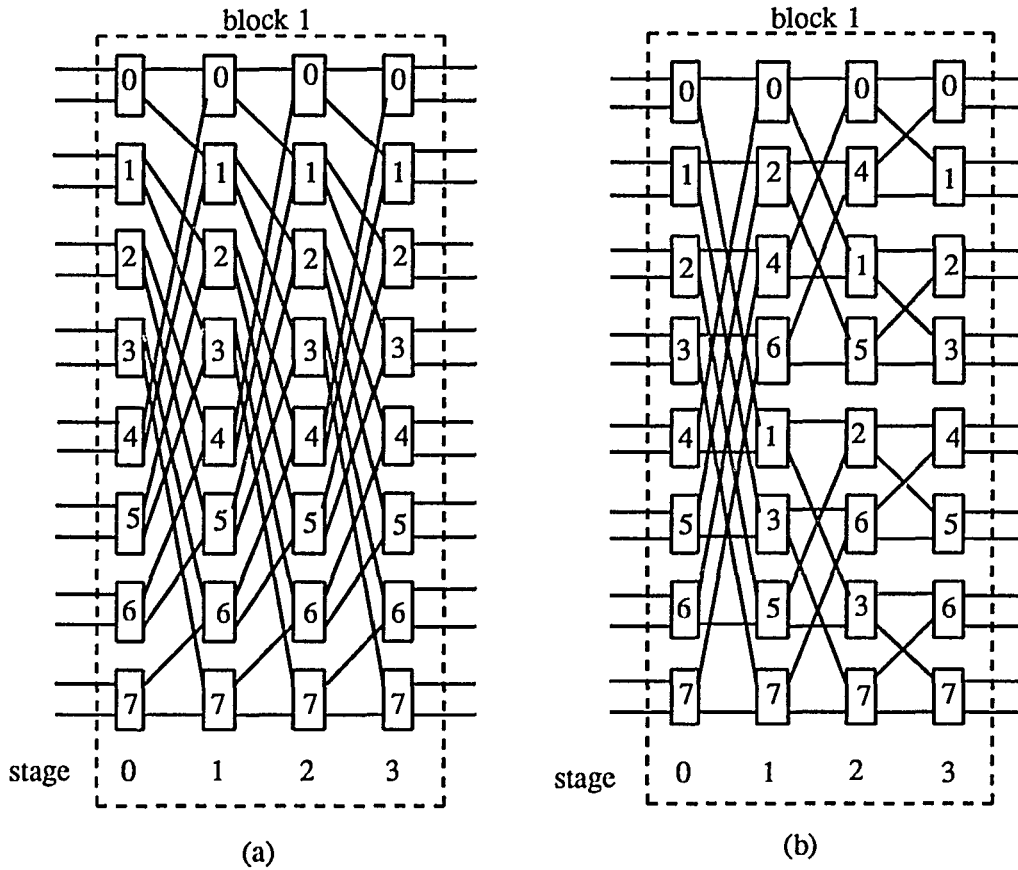 block 1
0 0 0 0
1 1 1 1
2 2 2 2
3 3 3 3
4 4 4 4
5 5 5 5
6 6 6 6
7 7 7 7
stage 0 1 2 3
(a)
block 1
0 0 0 0
1 2 4 1
2 4 1 2
3 6 5 3
4 1 2 4
5 3 6 5
6 5 3 6
7 7 7 7
stage 0 1 2 3
(b)